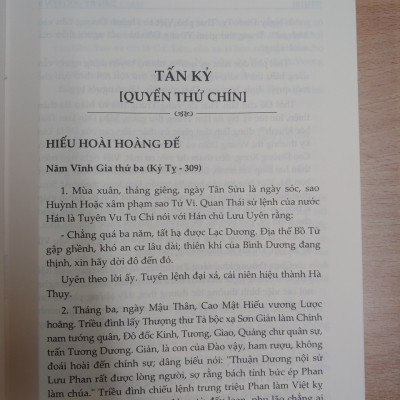 TẤN KỶ
[QUYỂN THỨ CHÍN]
HIẾU HOÀI HOÀNG ĐẾ
Năm Vĩnh Gia thứ ba (Kỷ Tỵ - 309)
1. Mùa xuân, tháng giêng, ngày Tân Sửu là ngày sóc, sao
Huỳnh Hoặc xâm phạm sao Tử Vi. Quan Thái sử lệnh của nước
Hán là Tuyên Vu Tu Chi nói với Hán chủ Lưu Uyên rằng:
- Chẳng quá ba năm, tất hạ được Lạc Dương. Địa thế Bồ Tử
gập ghềnh, khó an cư lâu dài; thiên khí của Bình Dương đang
thịnh, xin hãy dời đô đến đó.
Uyên theo lời ấy. Tuyên lệnh đại xá, cải niên hiệu thành Hà
Thụy.
2. Tháng ba, ngày Mậu Thân, Cao Mật Hiếu vương Lược
hoăng. Triều đình lấy Thượng thư Tả bộc xạ Sơn Giản làm Chinh
nam tướng quân, Đô đốc Kinh, Tương, Giao, Quảng chư quân sự,
trấn Tương Dương. Giản, là con của Đào vậy, ham rượu, không
đoái hoài đến chính sự; dâng biểu nói: "Thuận Dương nội sử
Lưu Phan rất được lòng người, sợ rằng bách tính bức ép Phan
làm chúa." Triều đình chiếu lệnh trưng triệu Phan làm Việt kỵ